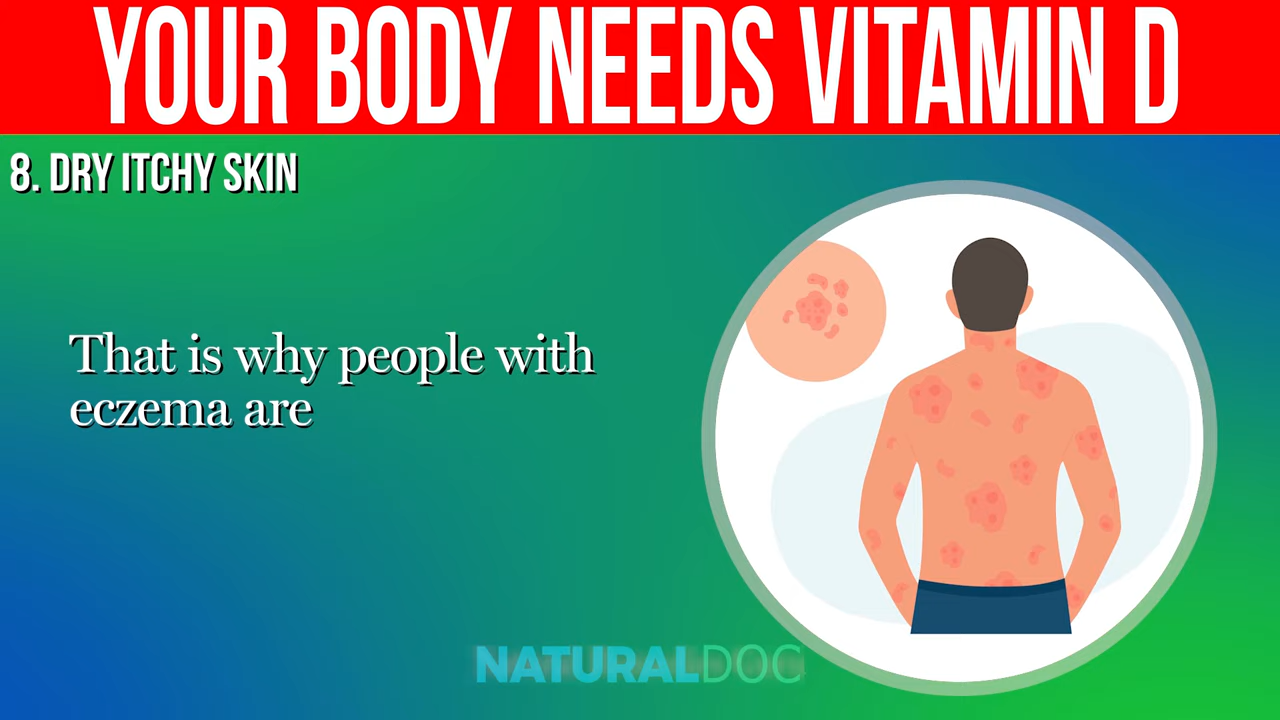 YOUR BODY NEEDS VITAMIN D
8. DRY ITCHY SKIN
That is why people with
eczema are
NATURALDOC